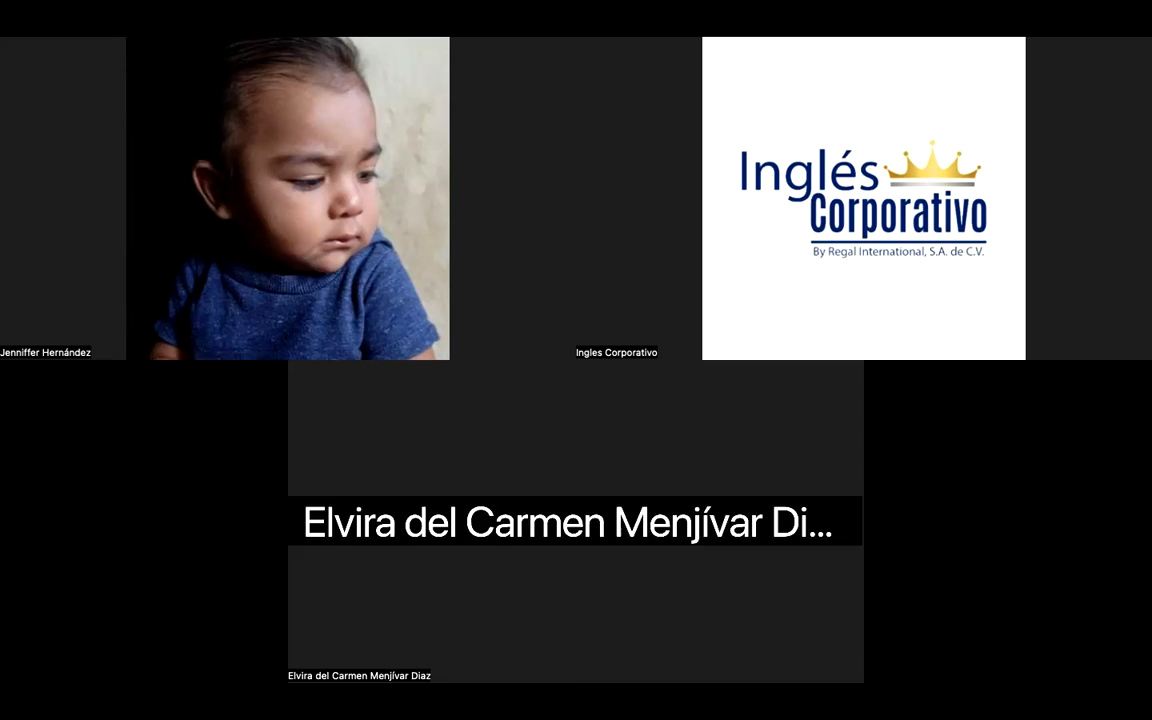 Jenniffer Hernández
Inglés
Corporativo
By Regal International, S.A. de C.V.
Ingles Corporativo
Elvira del Carmen Menjívar Di...
Elvira del Carmen Menjívar Diaz